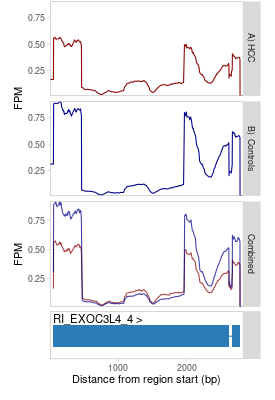 0.75
0.50
0.25
A) HCC
0.75
0.50
0.25
FPM
B): Controls
0.75
0.50
0.25
FPM
Combined
RI_EXOC3L4_4 >
1000
2000
Distance from region start (bp)
FPM